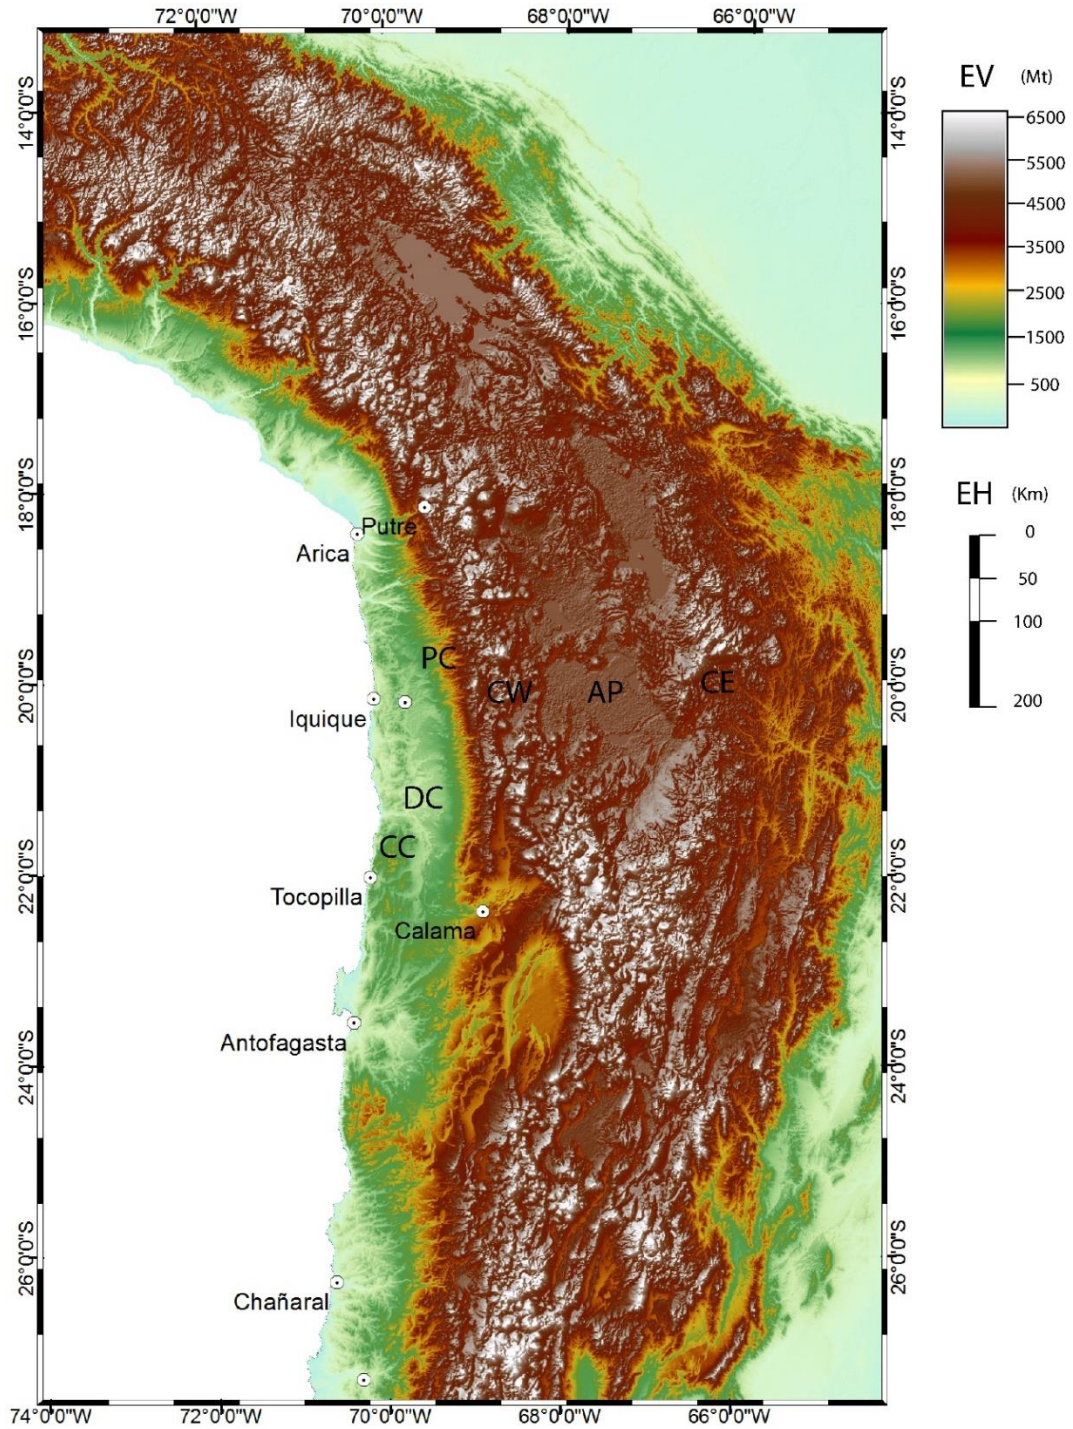 72°0'0"W 70°0'0"W 68°0'0"W 66°0'0"W
14°0'0"S
16°0'0"S
18°0'0"S
20°0'0"S
22°0'0"S
24°0'0"S
26°0'0"S
Putre
Arica
PC
CW
AP
CE
Iquique
DC
CC
Tocopilla
Calama
Antofagasta
Chañaral
14°0'0"S
16°0'0"S
18°0'0"S
20°0'0"S
22°0'0"S
24°0'0"S
26°0'0"S
74°0'0"W 72°0'0"W 70°0'0"W 68°0'0"W 66°0'0"W
EV (Mt)
6500
5500
4500
3500
2500
1500
500
EH (Km)
0
50
100
200